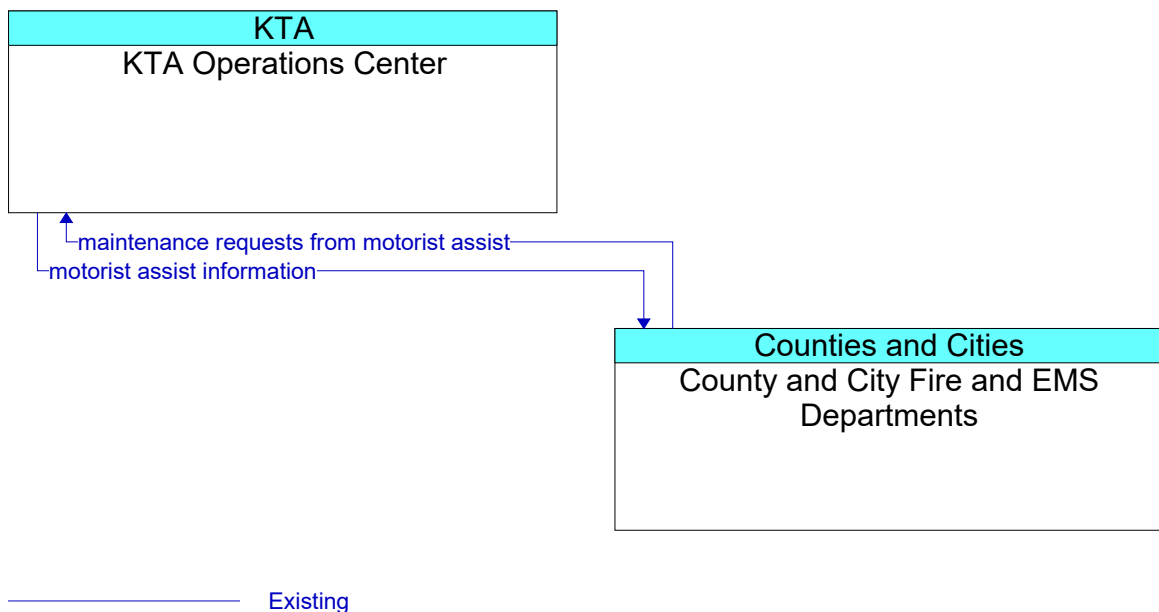 KTA
KTA Operations Center
maintenance requests from motorist assist
motorist assist information
Counties and Cities
County and City Fire and EMS
Departments
Existing